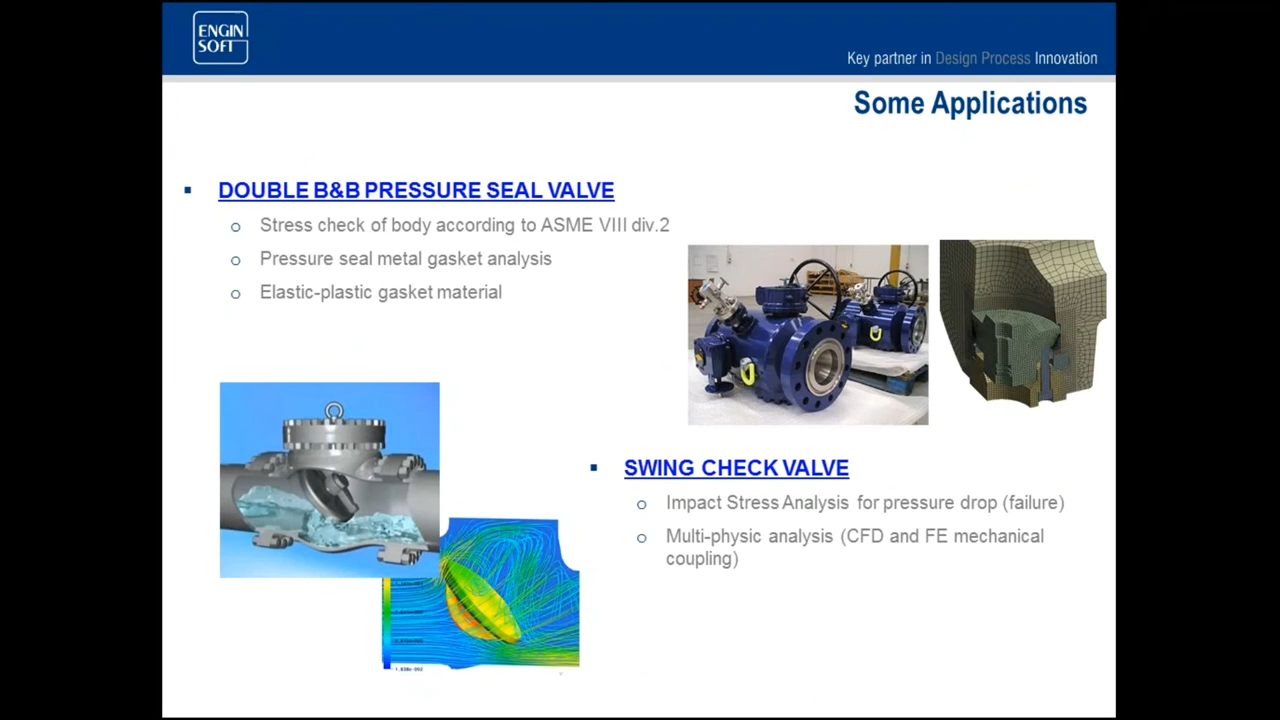 ENGIN
SOFT
Key partner in Design Process Innovation
Some Applications
DOUBLE B&B PRESSURE SEAL VALVE
Stress check of body according to ASME VIII div.2
Pressure seal metal gasket analysis
Elastic-plastic gasket material
SWING CHECK VALVE
Impact Stress Analysis for pressure drop (failure)
Multi-physic analysis (CFD and FE mechanical
coupling)